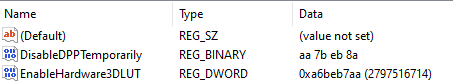 Name Type Data
(Default) REG_SZ (value not set)
DisableDPPTemporarily REG_BINARY aa 7b eb 8a
EnableHardware3DLUT REG_DWORD 0xa6beb7aa (2797516714)